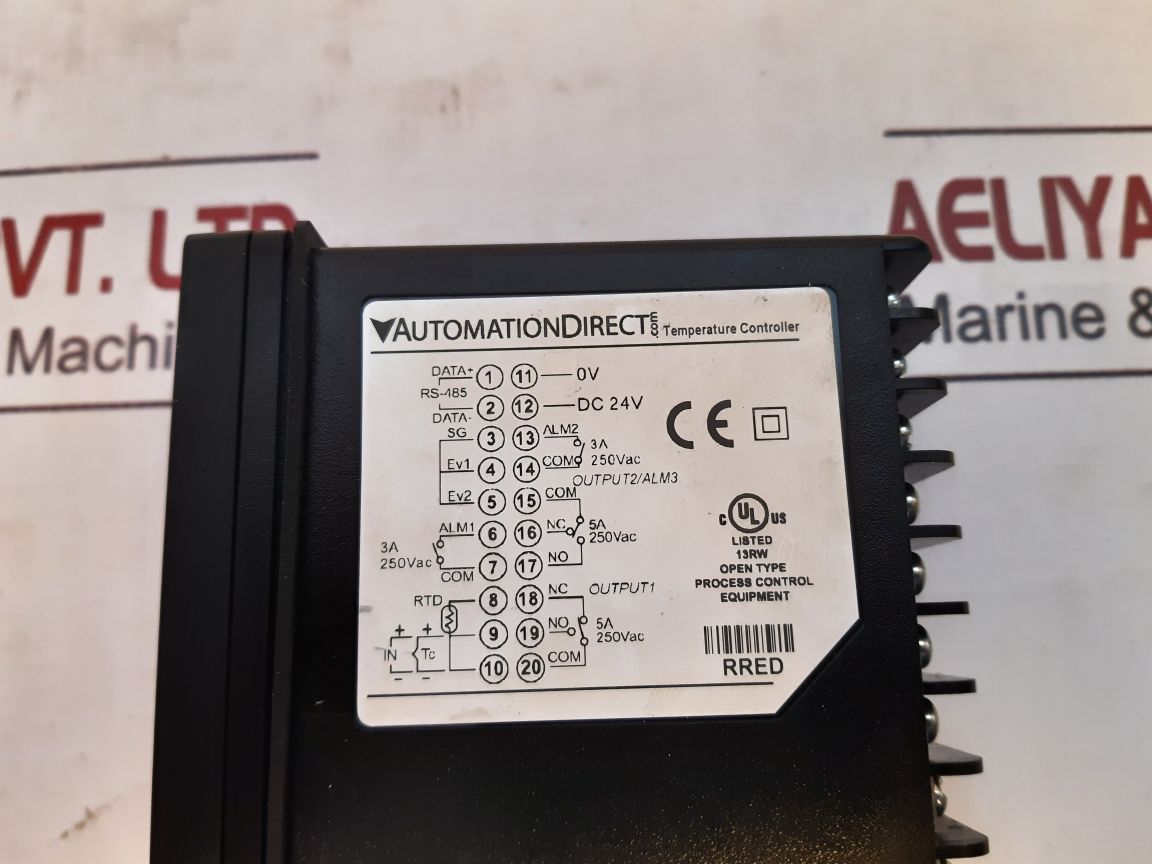 PVT. LTD
Machi
AELIYA
Marine &
AUTOMATIONDIRECT.com Temperature Controller
DATA+ 1 11 0V
RS-485
2 12 DC 24V
DATA-
SG 3 13 ALM2
3A
250Vac
Ev1 4 14 COM
OUTPUT2/ALM3
Ev2 5 15 COM
ALM1 6 16 NC 5A
250Vac
3A
250Vac
COM 7 17 NO
RTD 8 18 NC OUTPUT1
+ + 9 19 NO 5A
250Vac
IN Tc
- - 10 20 COM
CE
C UL US
LISTED
13RW
OPEN TYPE
PROCESS CONTROL
EQUIPMENT
RRED